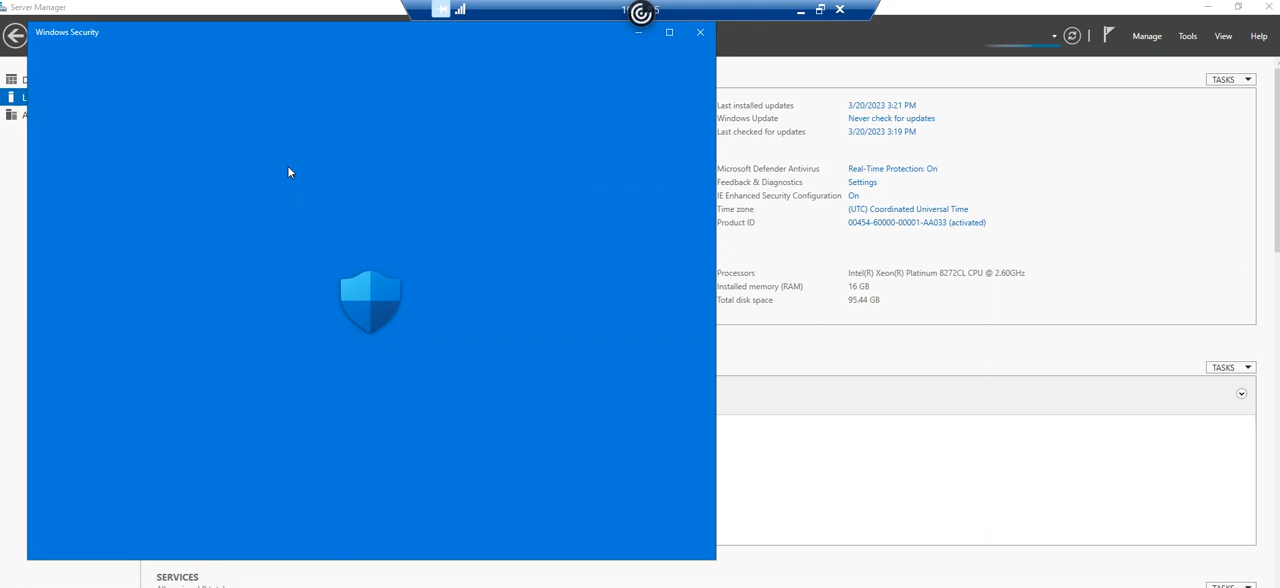 Server Manager
Windows Security
Manage
Tools
View
Help
TASKS
Last installed updates 3/20/2023 3:21 PM
Windows Update Never check for updates
Last checked for updates 3/20/2023 3:19 PM
Microsoft Defender Antivirus Real-Time Protection: On
Feedback & Diagnostics Settings
IE Enhanced Security Configuration On
Time zone (UTC) Coordinated Universal Time
Product ID 00454-60000-00001-AA033 (activated)
Processors Intel(R) Xeon(R) Platinum 8272CL CPU @ 2.60GHz
Installed memory (RAM) 16 GB
Total disk space 95.44 GB
TASKS
SERVICES
TASKS